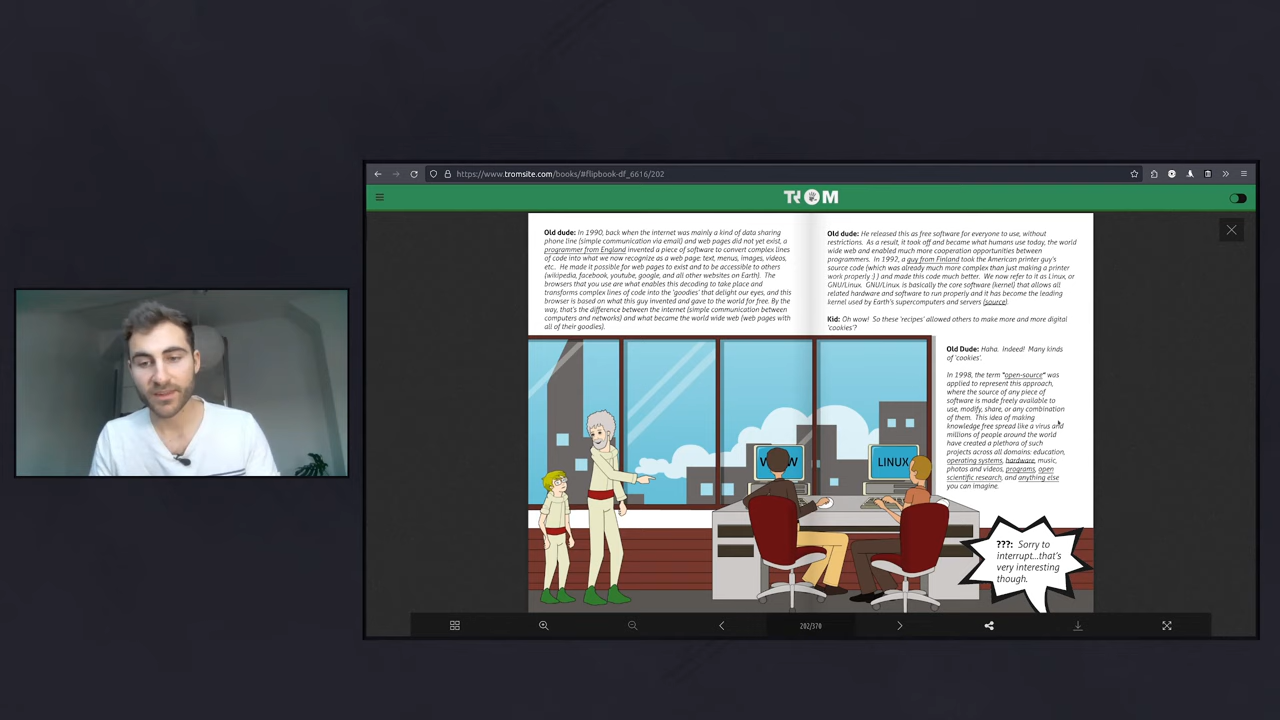 https://www.tromsite.com/books/#flipbook-df_6616/202
TROM
Old dude: In 1990, back when the internet was mainly a kind of data sharing
phone line (simple communication via email) and web pages did not yet exist, a
programmer from England invented a piece of software to convert complex lines
of code into what we now recognize as a web page: text, menus, images, videos,
etc.. He made it possible for web pages to exist and to be accessible to others
(wikipedia, facebook, youtube, google, and all other websites on Earth). The
browsers that you use are what enables this decoding to take place and
transforms complex lines of code into the 'goodies' that delight our eyes, and this
browser is based on what this guy invented and gave to the world for free. By the
way, that's the difference between the internet (simple communication between
computers and networks) and what became the world wide web (web pages with
all of their goodies).
Old dude: He released this as free software for everyone to use, without
restrictions. As a result, it took off and became what humans use today, the world
wide web and enabled much more cooperation opportunities between
programmers. In 1992, a guy from Finland took the American printer guy's
source code (which was already much more complex than just making a printer
work properly :) ) and made this code much better. We now refer to it as Linux, or
GNU/Linux. GNU/Linux is basically the core software (kernel) that allows all
related hardware and software to run properly and it has become the leading
kernel used by Earth's supercomputers and servers (source).
Kid: Oh wow! So these 'recipes' allowed others to make more and more digital
'cookies'?
Old Dude: Haha. Indeed! Many kinds
of 'cookies'.
In 1998, the term "open-source" was
applied to represent this approach,
where the source of any piece of
software is made freely available to
use, modify, share, or any combination
of them. This idea of making
knowledge free spread like a virus and
millions of people around the world
have created a plethora of such
projects across all domains: education,
operating systems, hardware, music,
photos and videos, programs, open
scientific research, and anything else
you can imagine.
LINUX
???: Sorry to
interrupt...that's
very interesting
though.
202/370